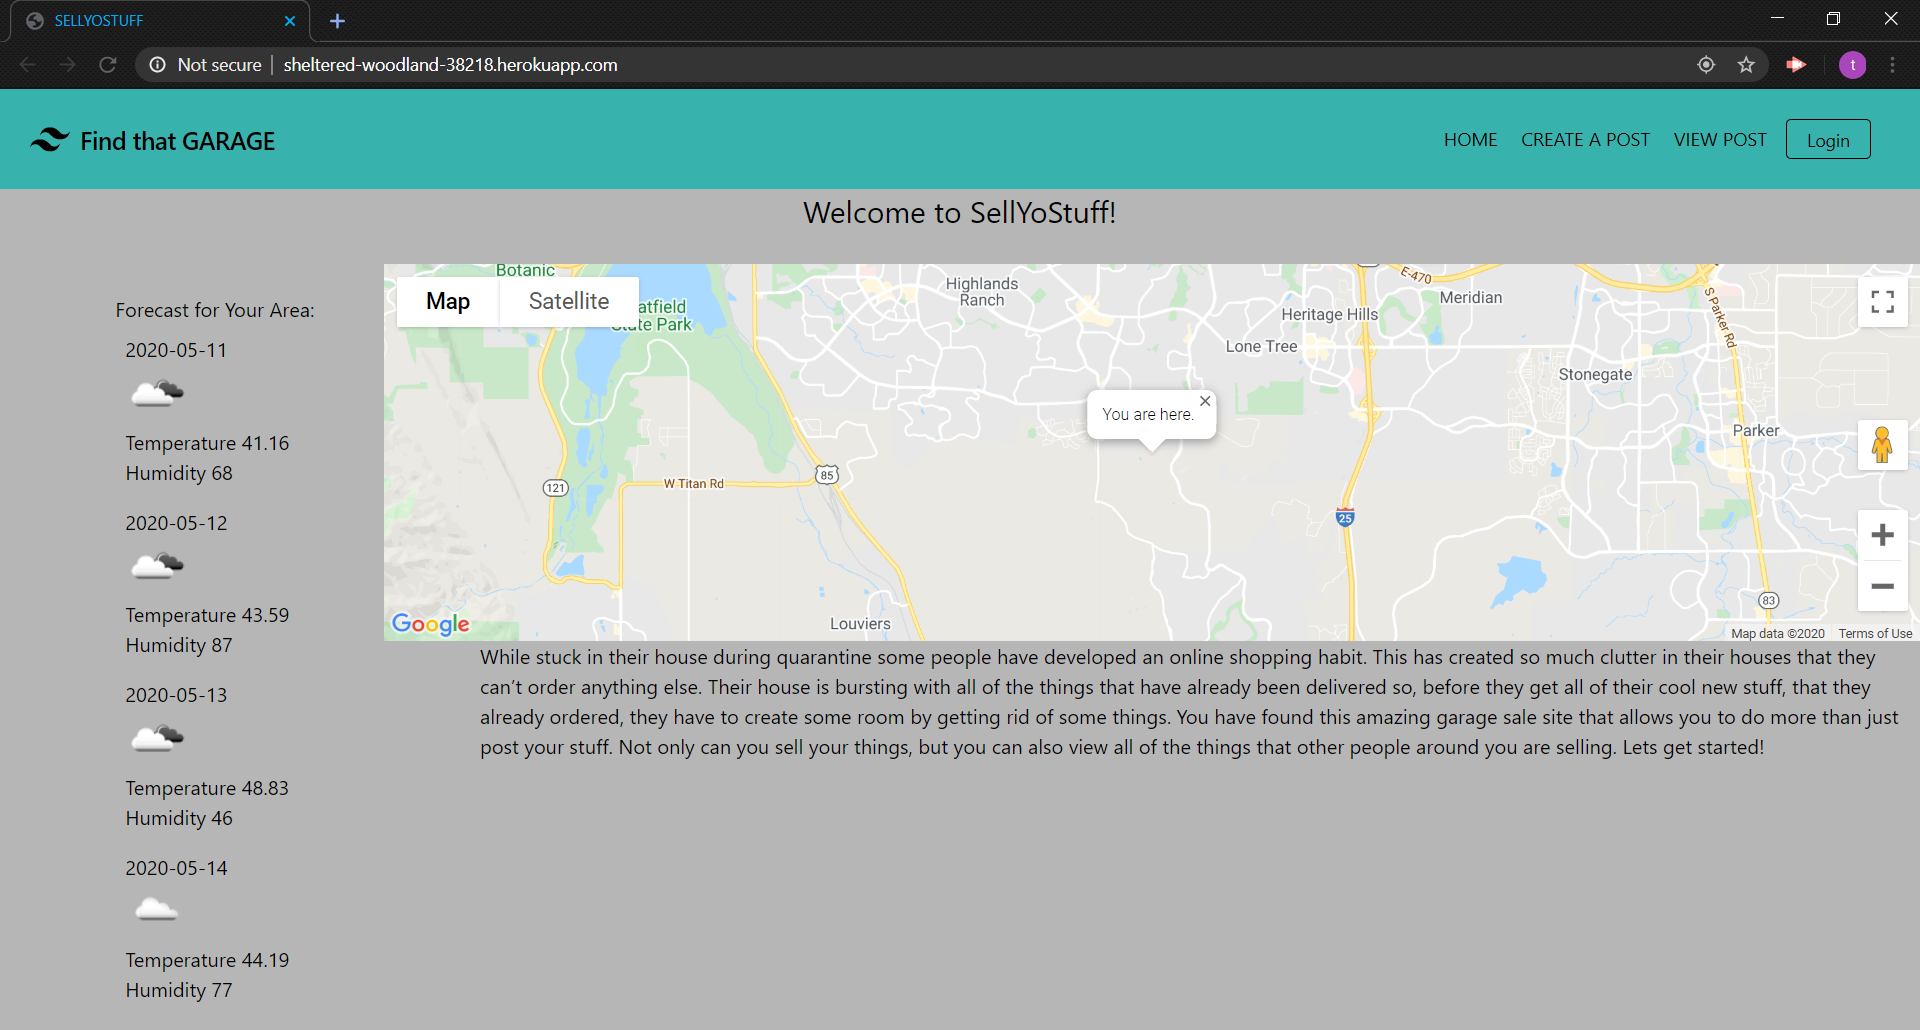 SELLYOSTUFF
Not secure | sheltered-woodland-38218.herokuapp.com
t
Find that GARAGE
HOME CREATE A POST VIEW POST Login
Welcome to SellYoStuff!
Forecast for Your Area:
2020-05-11
Temperature 41.16
Humidity 68
2020-05-12
Temperature 43.59
Humidity 87
2020-05-13
Temperature 48.83
Humidity 46
2020-05-14
Temperature 44.19
Humidity 77
Botanic
Map Satellite
atfield
State Park
Highlands
Ranch
E-470
Meridian
Heritage Hills
S Parker Rd
Lone Tree
Stonegate
You are here.
Parker
85
W Titan Rd
121
25
83
Louviers
Google
Map data ©2020 Terms of Use
While stuck in their house during quarantine some people have developed an online shopping habit. This has created so much clutter in their houses that they
can’t order anything else. Their house is bursting with all of the things that have already been delivered so, before they get all of their cool new stuff, that they
already ordered, they have to create some room by getting rid of some things. You have found this amazing garage sale site that allows you to do more than just
post your stuff. Not only can you sell your things, but you can also view all of the things that other people around you are selling. Lets get started!